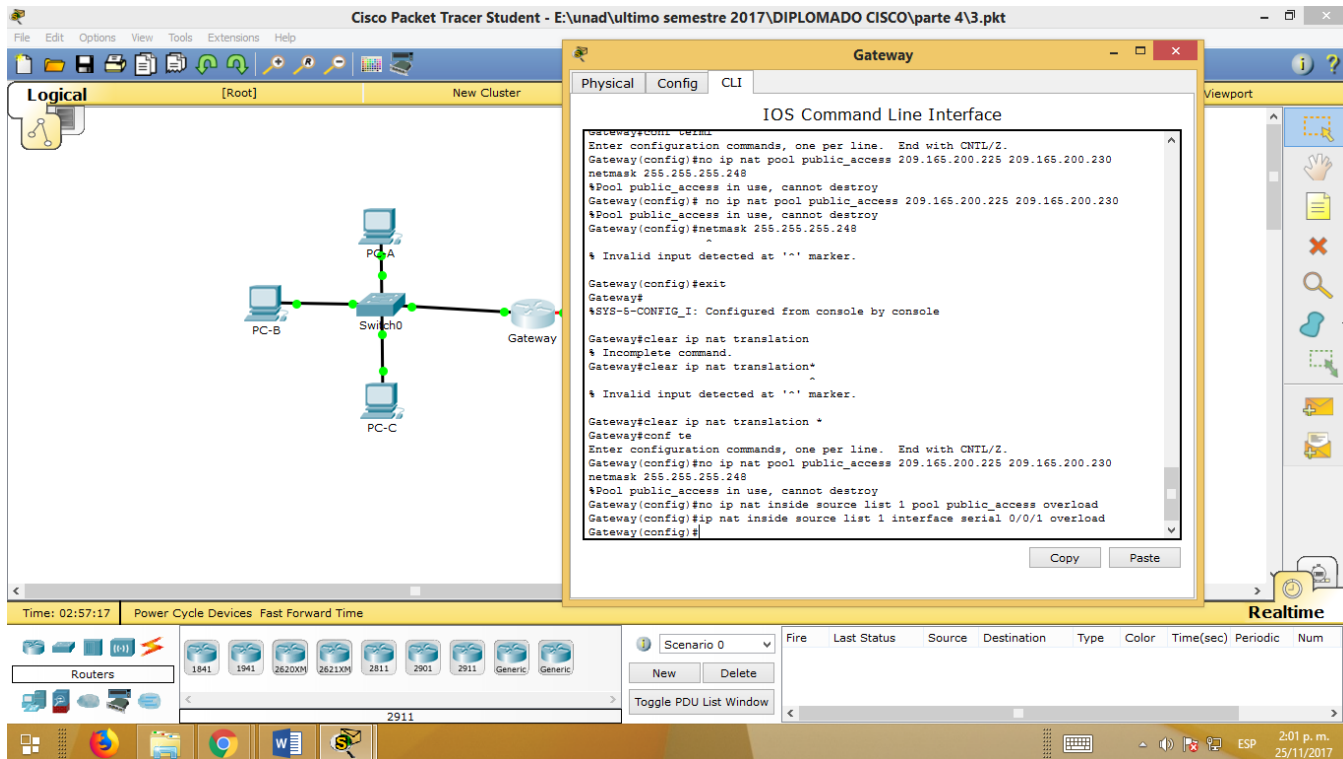 Cisco Packet Tracer Student - E:\unad\ultimo semestre 2017\DIPLOMADO CISCO\parte 4\3.pkt
File Edit Options View Tools Extensions Help
Logical
[Root]
New Cluster
Viewport
PC-A
PC-B
Switch0
Gateway
PC-C
Gateway
Physical Config CLI
IOS Command Line Interface
Gateway#conf termi
Enter configuration commands, one per line. End with CNTL/Z.
Gateway(config)#no ip nat pool public_access 209.165.200.225 209.165.200.230
netmask 255.255.255.248
%Pool public_access in use, cannot destroy
Gateway(config)# no ip nat pool public_access 209.165.200.225 209.165.200.230
%Pool public_access in use, cannot destroy
Gateway(config)#netmask 255.255.255.248
^
% Invalid input detected at '^' marker.
Gateway(config)#exit
Gateway#
%SYS-5-CONFIG_I: Configured from console by console
Gateway#clear ip nat translation
% Incomplete command.
Gateway#clear ip nat translation*
^
% Invalid input detected at '^' marker.
Gateway#clear ip nat translation *
Gateway#conf te
Enter configuration commands, one per line. End with CNTL/Z.
Gateway(config)#no ip nat pool public_access 209.165.200.225 209.165.200.230
netmask 255.255.255.248
%Pool public_access in use, cannot destroy
Gateway(config)#no ip nat inside source list 1 pool public_access overload
Gateway(config)#ip nat inside source list 1 interface serial 0/0/1 overload
Gateway(config)#
Copy Paste
Time: 02:57:17 Power Cycle Devices Fast Forward Time
Realtime
Routers
1841 1941 2620XM 2621XM 2811 2901 2911 Generic Generic
2911
Scenario 0
New Delete
Toggle PDU List Window
Fire Last Status Source Destination Type Color Time(sec) Periodic Num
ESP
2:01 p. m.
25/11/2017